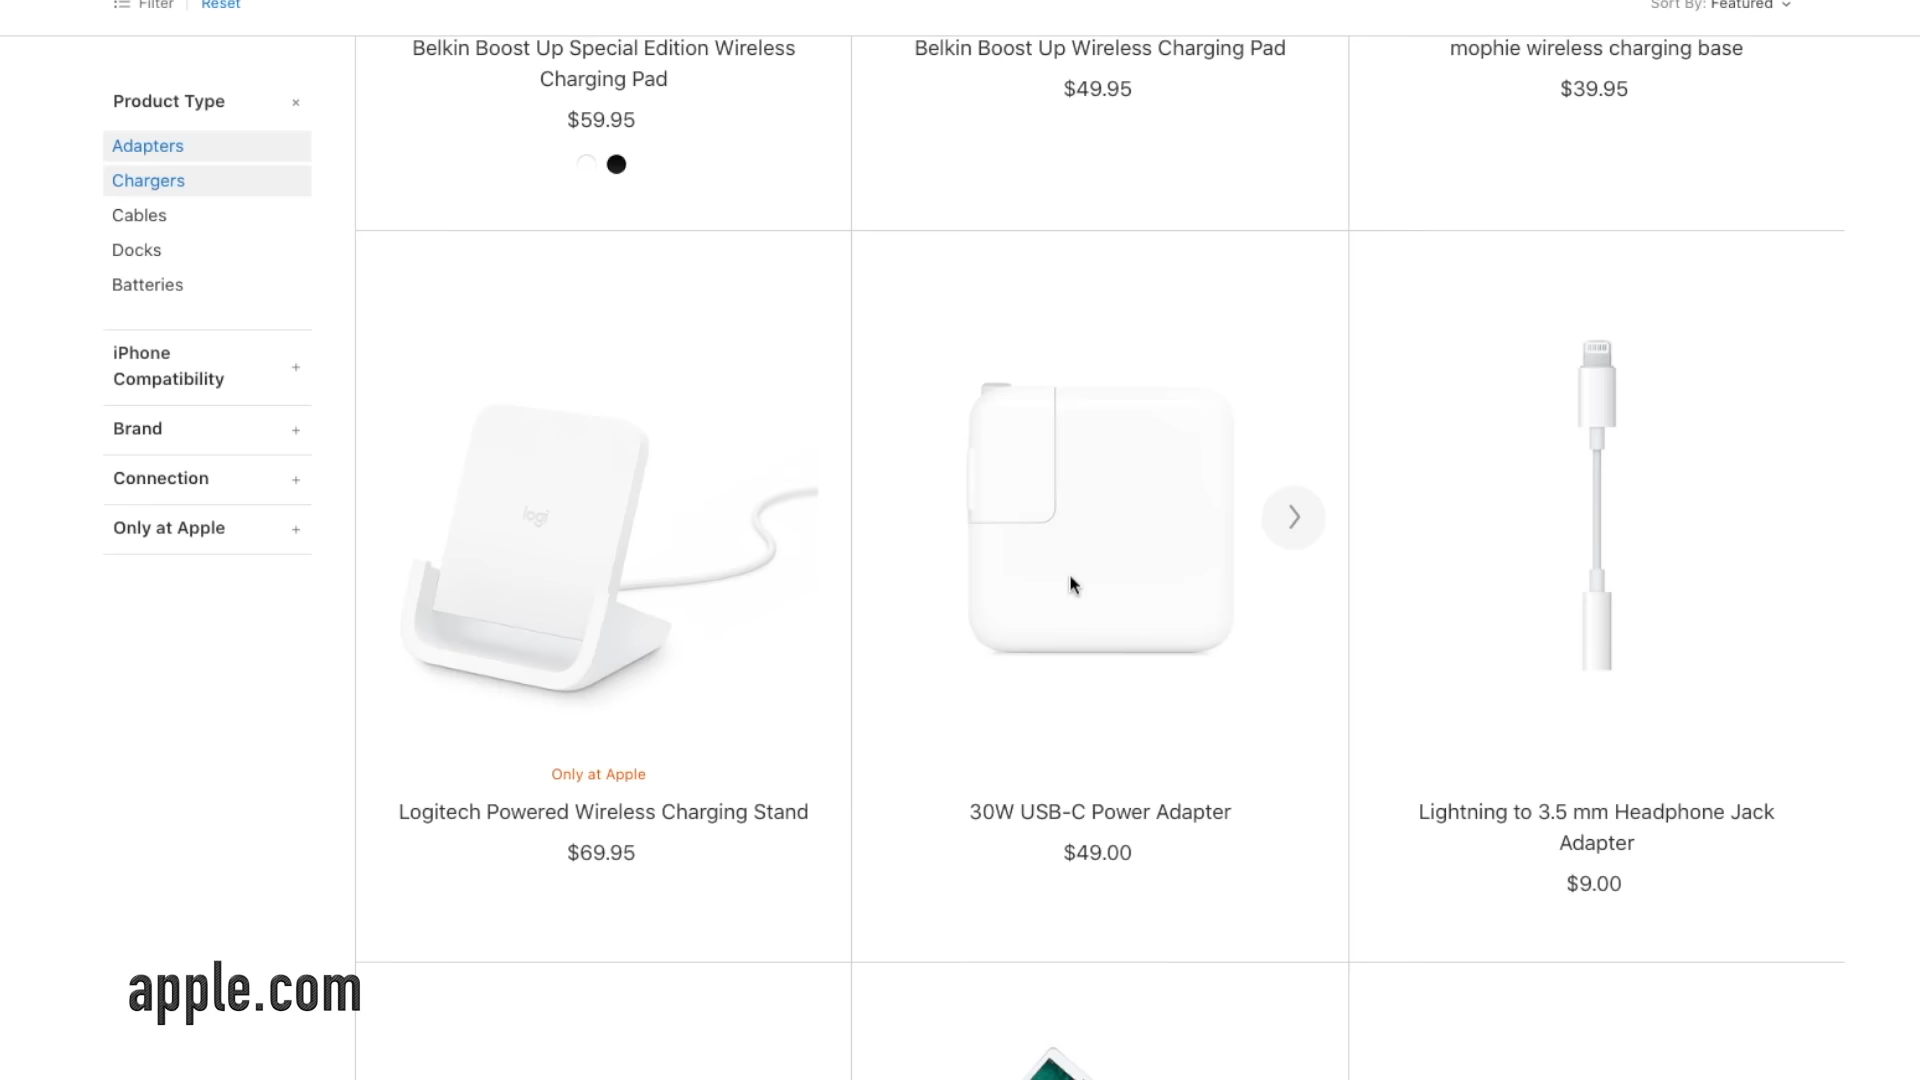 Filter
Reset
Sort By: Featured
Belkin Boost Up Special Edition Wireless
Charging Pad
$59.95
Belkin Boost Up Wireless Charging Pad
$49.95
mophie wireless charging base
$39.95
Product Type
Adapters
Chargers
Cables
Docks
Batteries
iPhone
Compatibility
Brand
Connection
Only at Apple
logi
Only at Apple
Logitech Powered Wireless Charging Stand
$69.95
30W USB-C Power Adapter
$49.00
Lightning to 3.5 mm Headphone Jack
Adapter
$9.00
apple.com